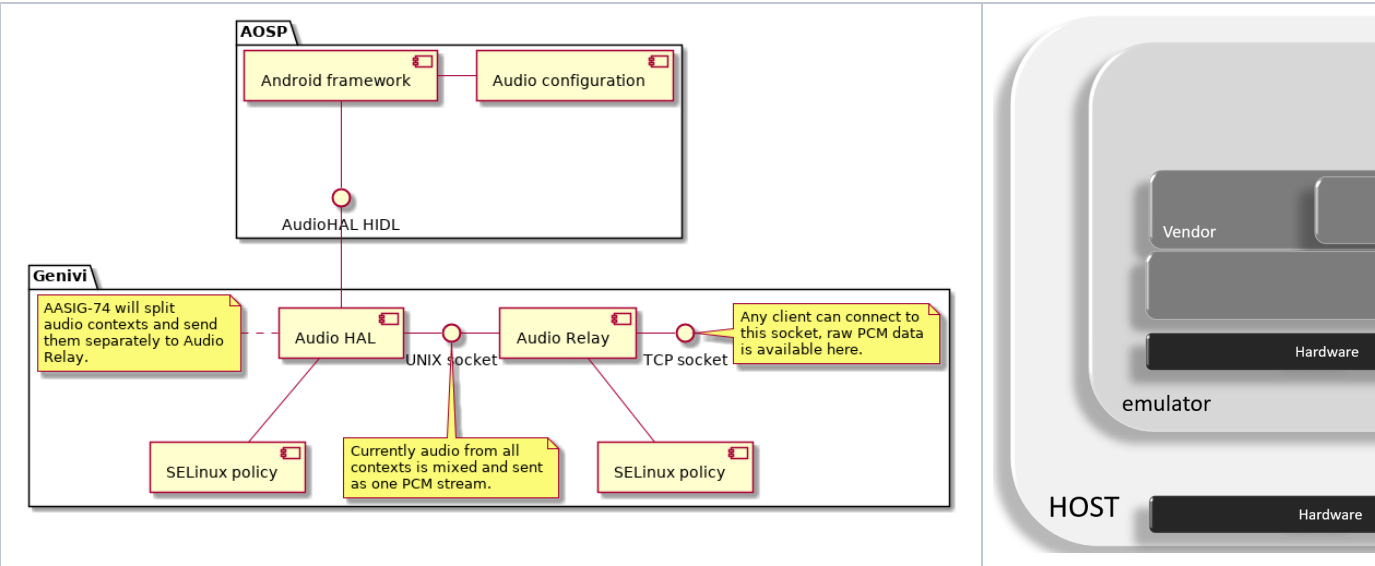 AOSP
Android framework
Audio configuration
AudioHAL HIDL
Genivi
AASIG-74 will split
audio contexts and send
them separately to Audio
Relay.
Audio HAL
UNIX socket
Audio Relay
TCP socket
Any client can connect to
this socket, raw PCM data
is available here.
SELinux policy
Currently audio from all
contexts is mixed and sent
as one PCM stream.
SELinux policy
Vendor
Hardware
emulator
HOST
Hardware